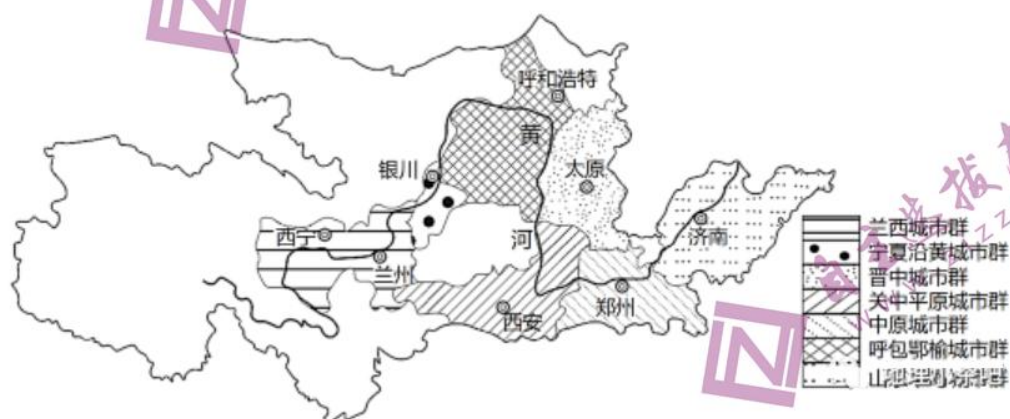 呼和浩特
黄
银川
太原
西宁
河
济南
兰州
郑州
西安
兰西城市群
宁夏沿黄城市群
晋中城市群
关中平原城市群
中原城市群
呼包鄂榆城市群
山
群